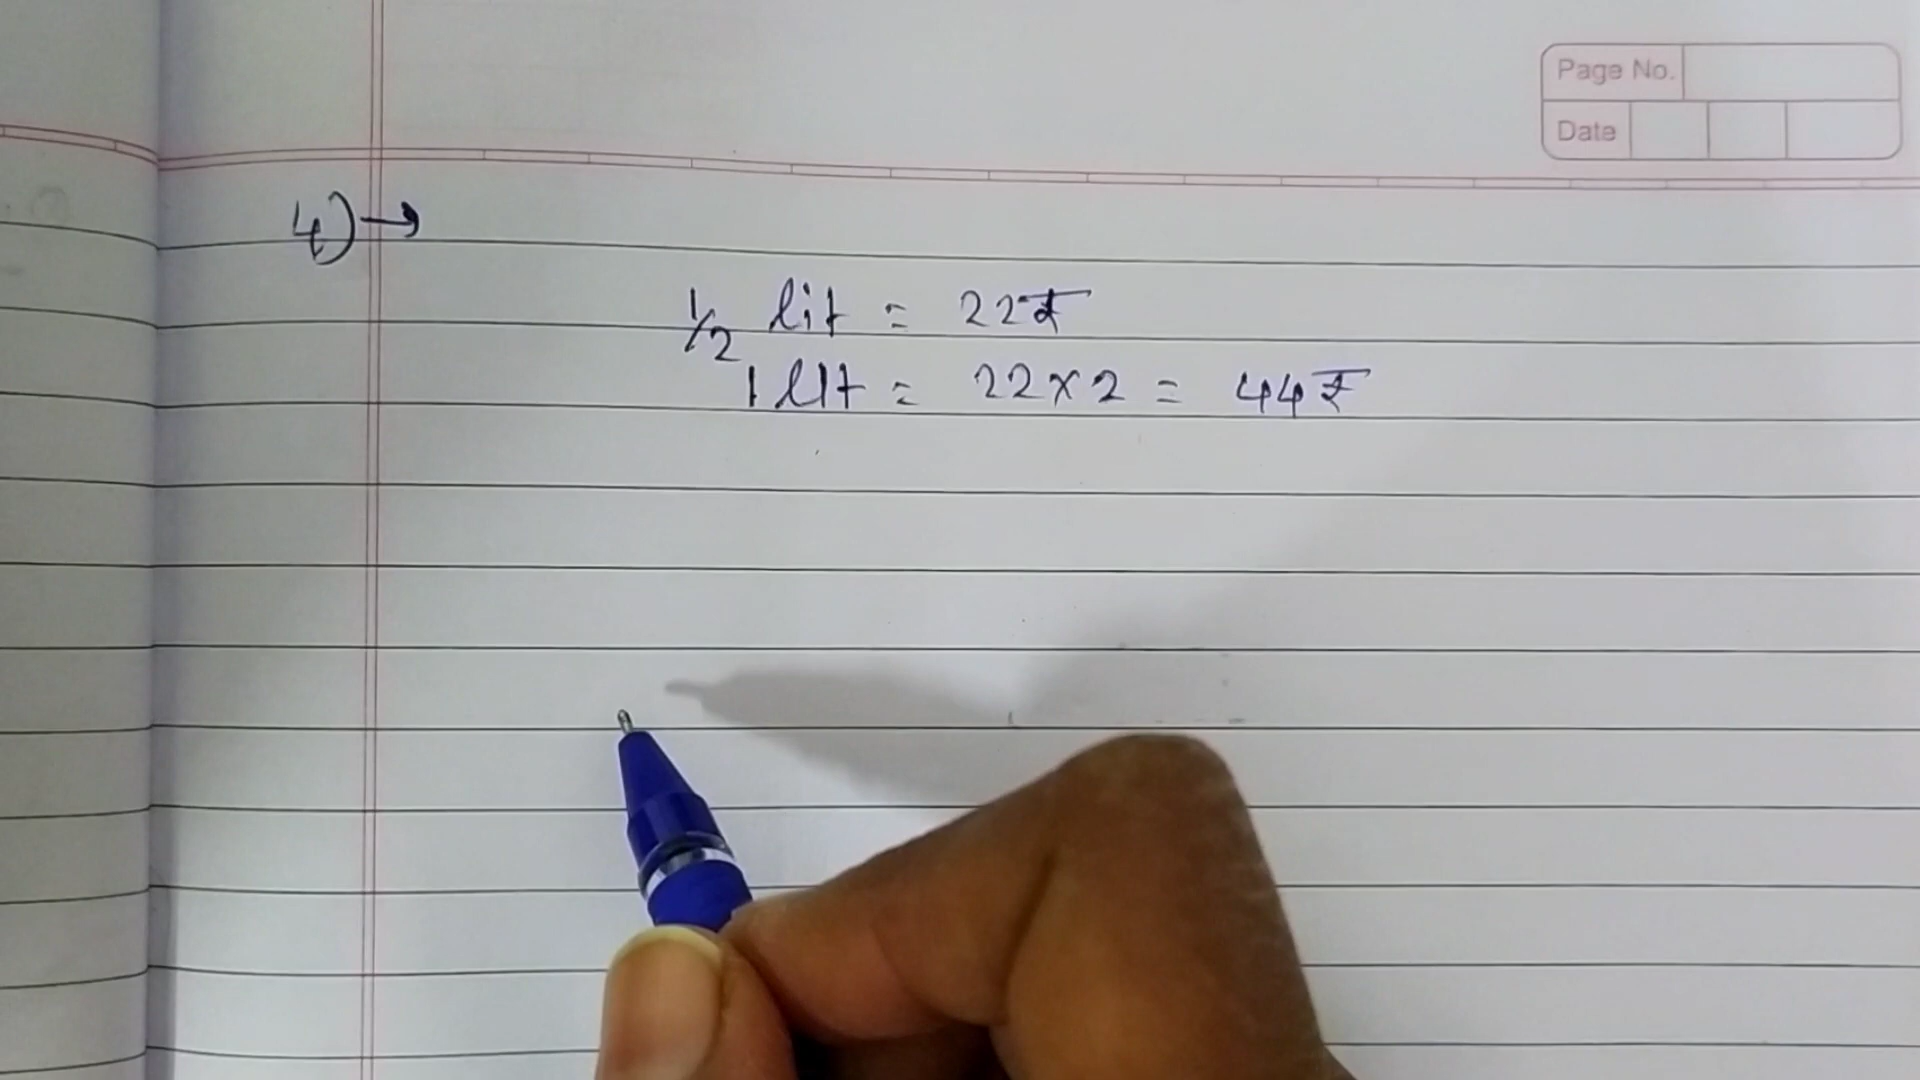 Page No.
Date
4)→
1/2 lit = 22₹
1 lit = 22×2 = 44₹